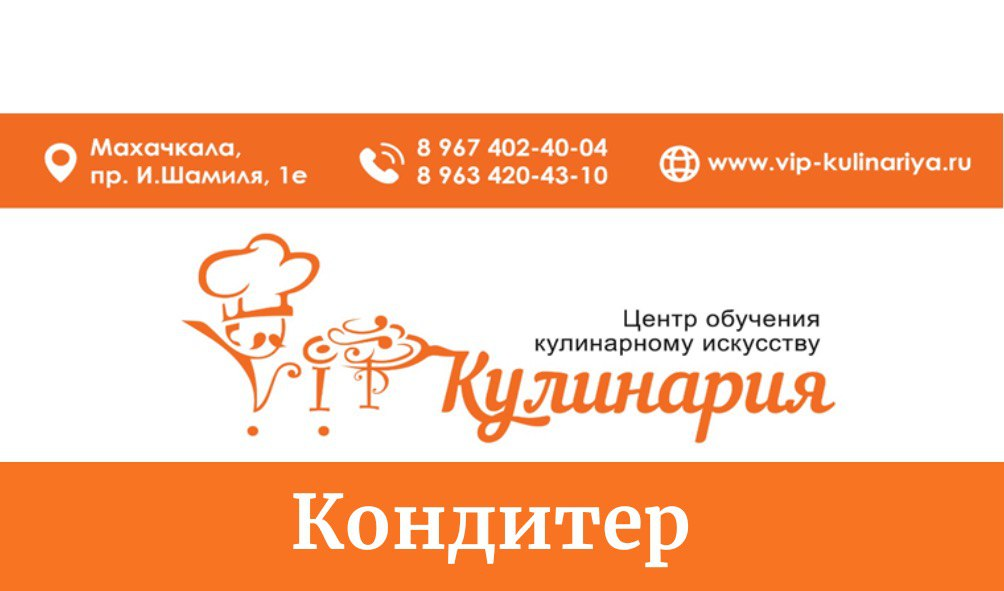 Махачкала,
пр. И.Шамиля, 1е
8 967 402-40-04
8 963 420-43-10
www.vip-kulinariya.ru
Центр обучения
кулинарному искусству
ViP Кулинария
Кондитер